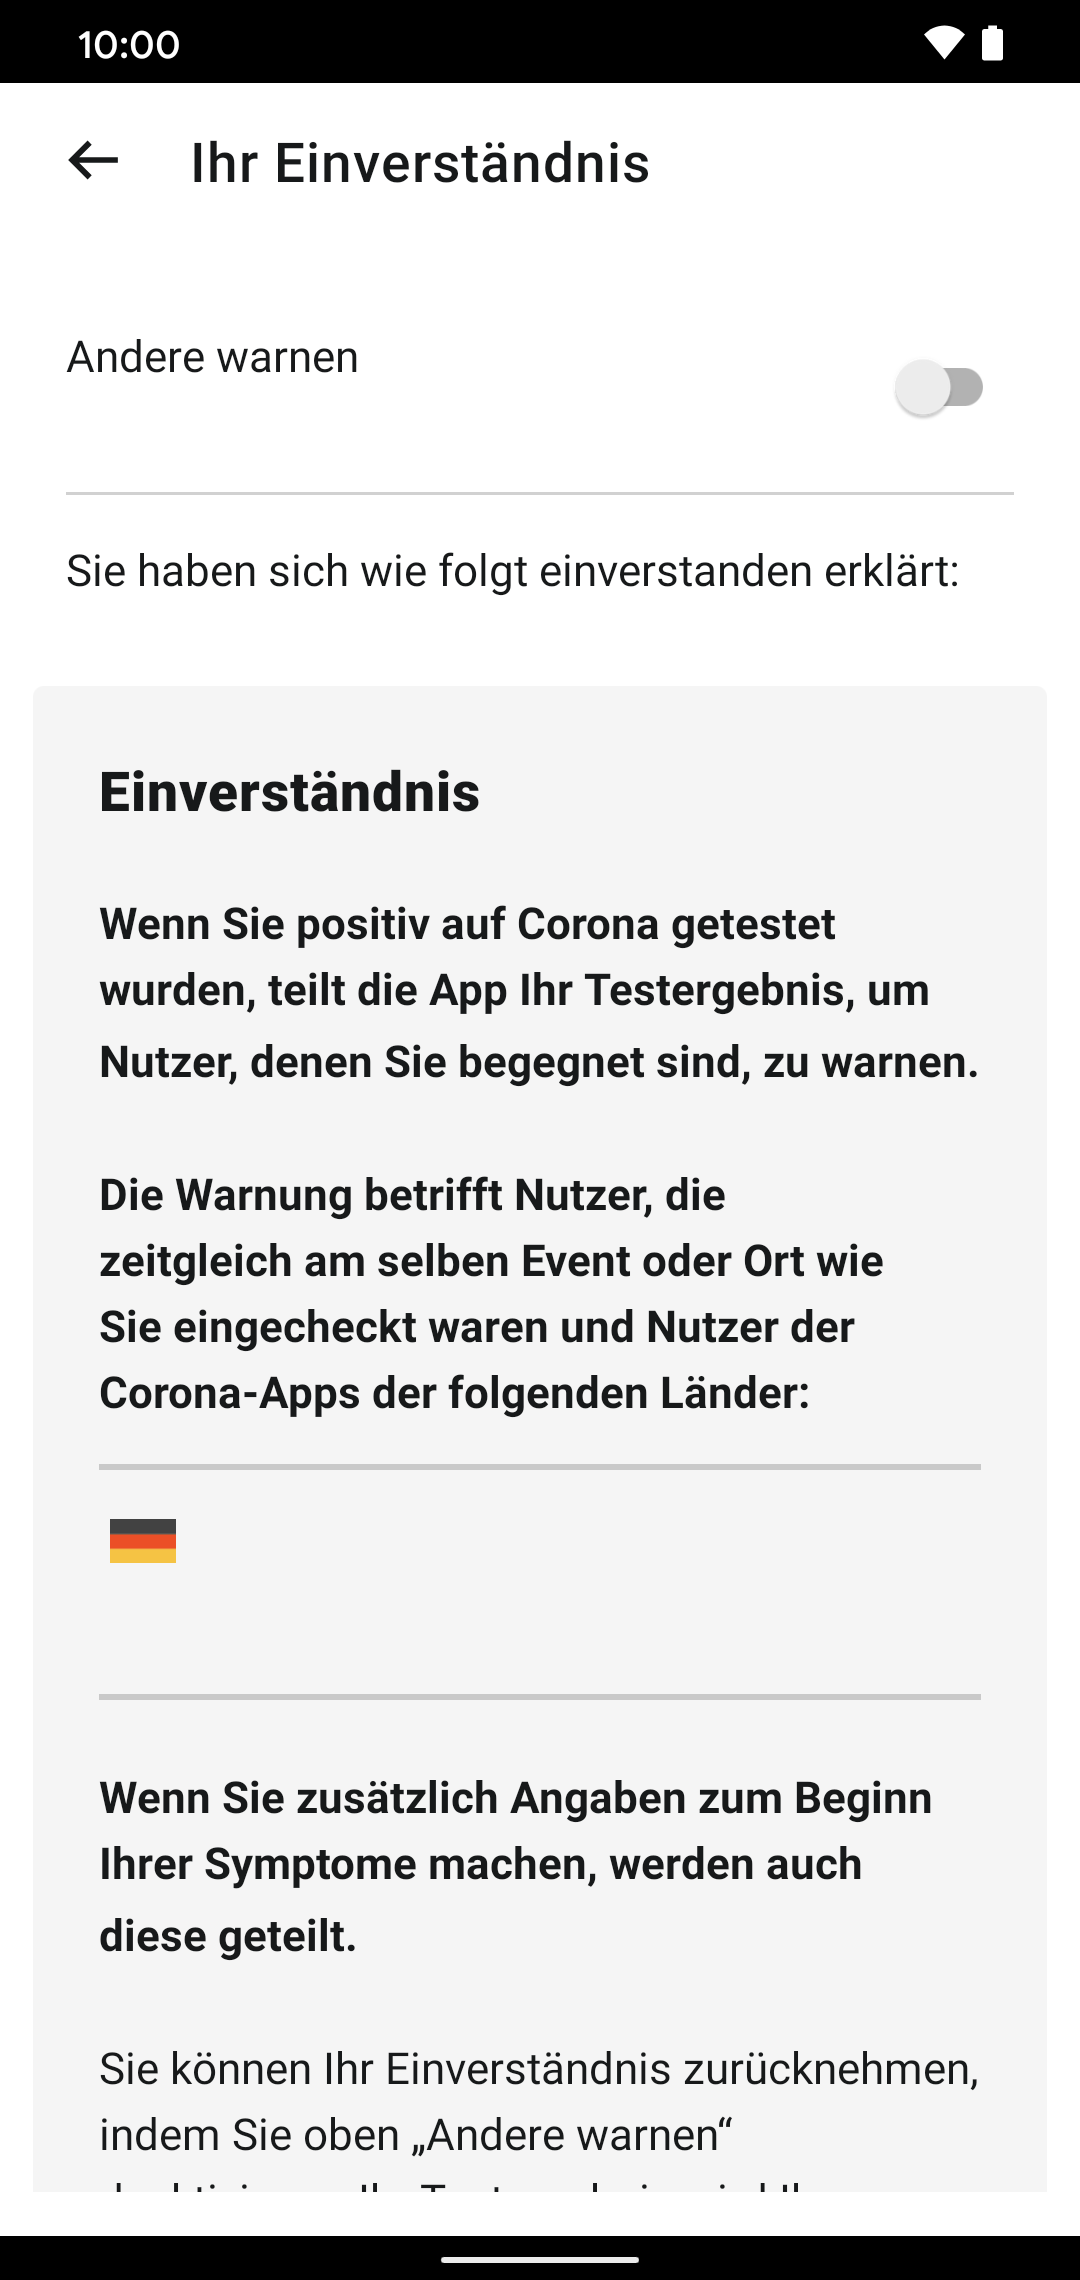 10:00
Ihr Einverständnis
Andere warnen
Sie haben sich wie folgt einverstanden erklärt:
Einverständnis
Wenn Sie positiv auf Corona getestet
wurden, teilt die App Ihr Testergebnis, um
Nutzer, denen Sie begegnet sind, zu warnen.
Die Warnung betrifft Nutzer, die
zeitgleich am selben Event oder Ort wie
Sie eingecheckt waren und Nutzer der
Corona-Apps der folgenden Länder:
Wenn Sie zusätzlich Angaben zum Beginn
Ihrer Symptome machen, werden auch
diese geteilt.
Sie können Ihr Einverständnis zurücknehmen,
indem Sie oben „Andere warnen“